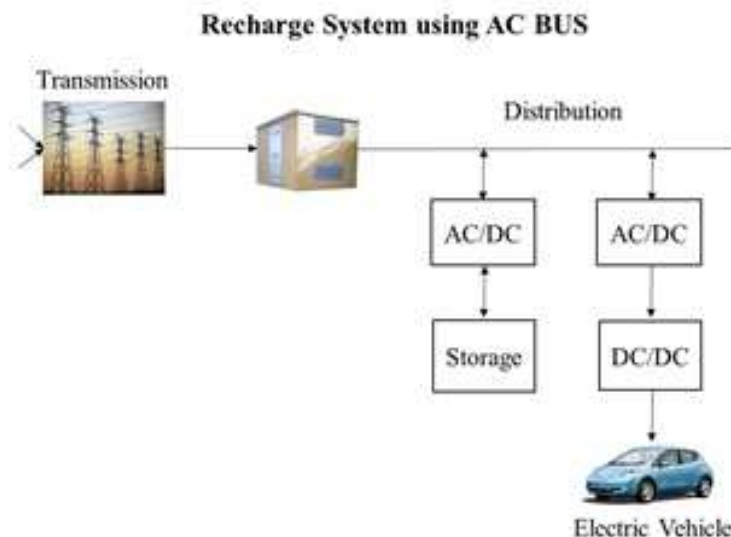 Recharge System using AC BUS
Transmission
Distribution
AC/DC
AC/DC
Storage
DC/DC
Electric Vehicle